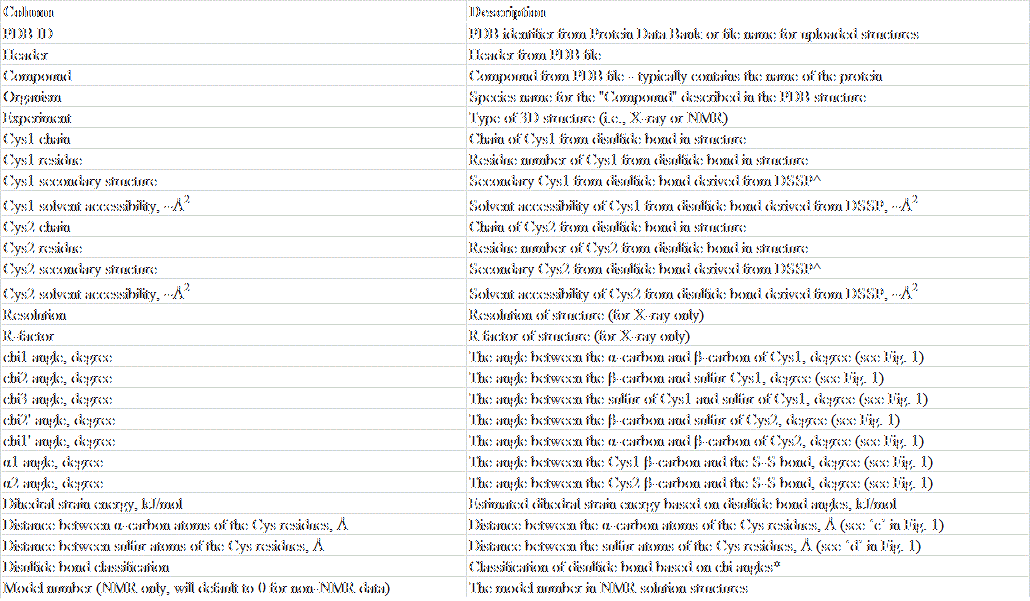 Column Description
PDB ID PDB identifier from Protein Data Bank or file name for uploaded structures
Header Header from PDB file
Compound Compound from PDB file - typically contains the name of the protein
Organism Species name for the "Compound" described in the PDB structure
Experiment Type of 3D structure (i.e., X-ray or NMR)
Cys1 chain Chain of Cys1 from disulfide bond in structure
Cys1 residue Residue number of Cys1 from disulfide bond in structure
Cys1 secondary structure Secondary Cys1 from disulfide bond derived from DSSP^
Cys1 solvent accessibility, ~Å² Solvent accessibility of Cys1 from disulfide bond derived from DSSP, ~Å²
Cys2 chain Chain of Cys2 from disulfide bond in structure
Cys2 residue Residue number of Cys2 from disulfide bond in structure
Cys2 secondary structure Secondary Cys2 from disulfide bond derived from DSSP^
Cys2 solvent accessibility, ~Å² Solvent accessibility of Cys2 from disulfide bond derived from DSSP, ~Å²
Resolution Resolution of structure (for X-ray only)
R-factor R factor of structure (for X-ray only)
chi1 angle, degree The angle between the α-carbon and β-carbon of Cys1, degree (see Fig. 1)
chi2 angle, degree The angle between the β-carbon and sulfur Cys1, degree (see Fig. 1)
chi3 angle, degree The angle between the sulfur of Cys1 and sulfur of Cys1, degree (see Fig. 1)
chi2' angle, degree The angle between the β-carbon and sulfur of Cys2, degree (see Fig. 1)
chi1' angle, degree The angle between the α-carbon and β-carbon of Cys2, degree (see Fig. 1)
α1 angle, degree The angle between the Cys1 β-carbon and the S-S bond, degree (see Fig. 1)
α2 angle, degree The angle between the Cys2 β-carbon and the S-S bond, degree (see Fig. 1)
Dihedral strain energy, kJ/mol Estimated dihedral strain energy based on disulfide bond angles, kJ/mol
Distance between α-carbon atoms of the Cys residues, Å Distance between the α-carbon atoms of the Cys residues, Å (see 'c' in Fig. 1)
Distance between sulfur atoms of the Cys residues, Å Distance between the sulfur atoms of the Cys residues, Å (see 'd' in Fig. 1)
Disulfide bond classification Classification of disulfide bond based on chi angles*
Model number (NMR only, will default to 0 for non-NMR data) The model number in NMR solution structures